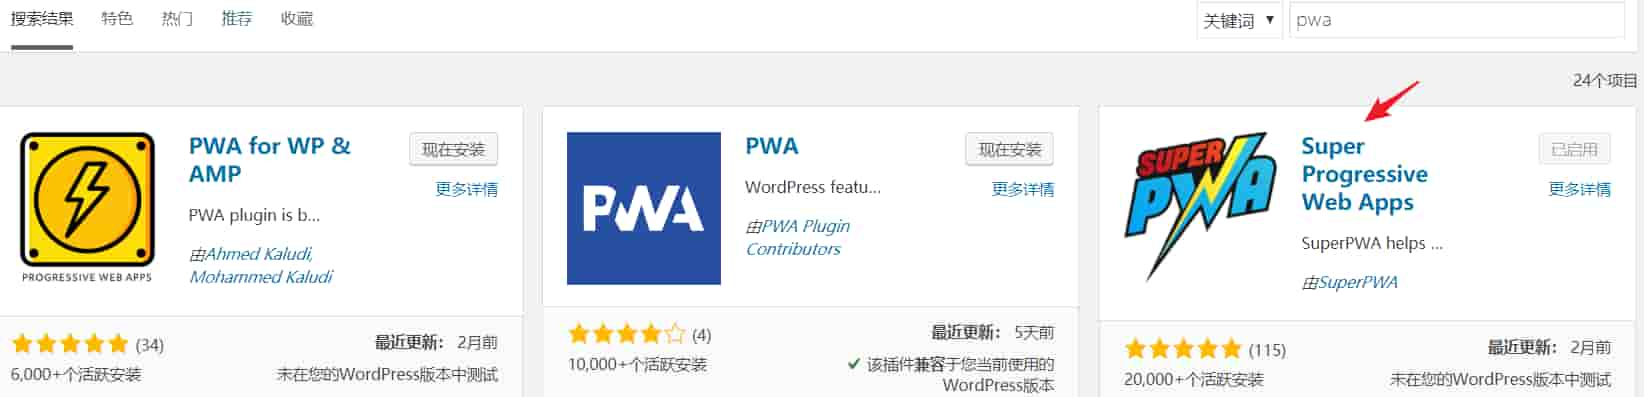 搜索结果 特色 热门 推荐 收藏 关键词 ▼ pwa
24个项目
PWA for WP &
AMP
现在安装
更多详情
PWA plugin is b...
由Ahmed Kaludi,
Mohammed Kaludi
PROGRESSIVE WEB APPS
(34)
最近更新： 2月前
6,000+个活跃安装
未在您的WordPress版本中测试
PWA
PWA
现在安装
更多详情
WordPress featu...
由PWA Plugin
Contributors
(4)
最近更新： 5天前
10,000+个活跃安装
✔ 该插件兼容于您当前使用的
WordPress版本
SUPER
PWA
Super
Progressive
Web Apps
已启用
更多详情
SuperPWA helps ...
由SuperPWA
(115)
最近更新： 2月前
20,000+个活跃安装
未在您的WordPress版本中测试